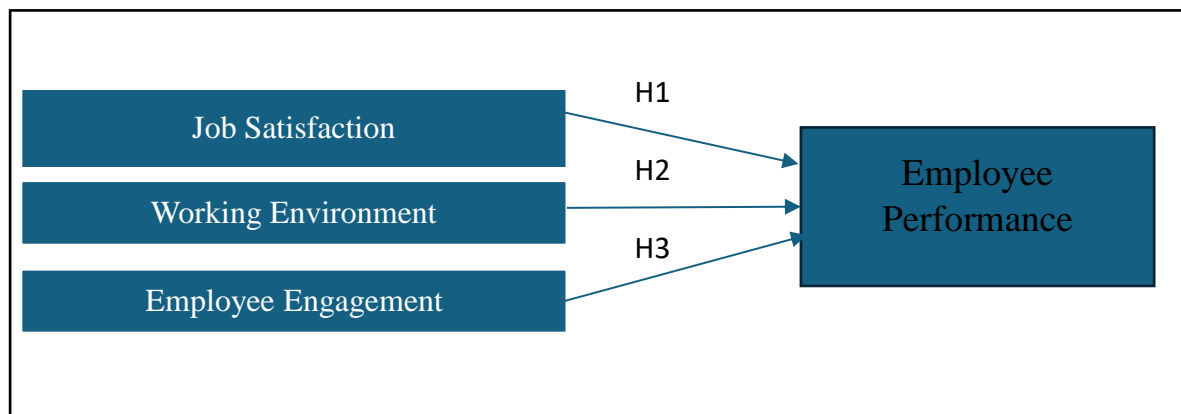 H1
Job Satisfaction
H2
Working Environment
H3
Employee Engagement
Employee
Performance